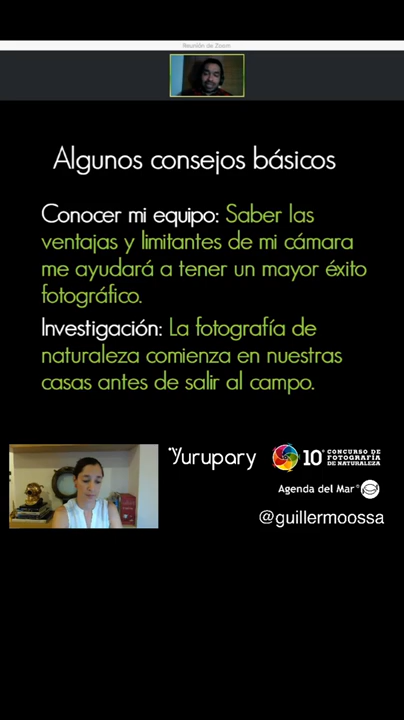 Reunión de Zoom
Algunos consejos básicos
Conocer mi equipo: Saber las
ventajas y limitantes de mi cámara
me ayudará a tener un mayor éxito
fotográfico.
Investigación: La fotografía de
naturaleza comienza en nuestras
casas antes de salir al campo.
Yurupary
10° CONCURSO DE
FOTOGRAFÍA
DE NATURALEZA
Agenda del Mar
@guillermoossa